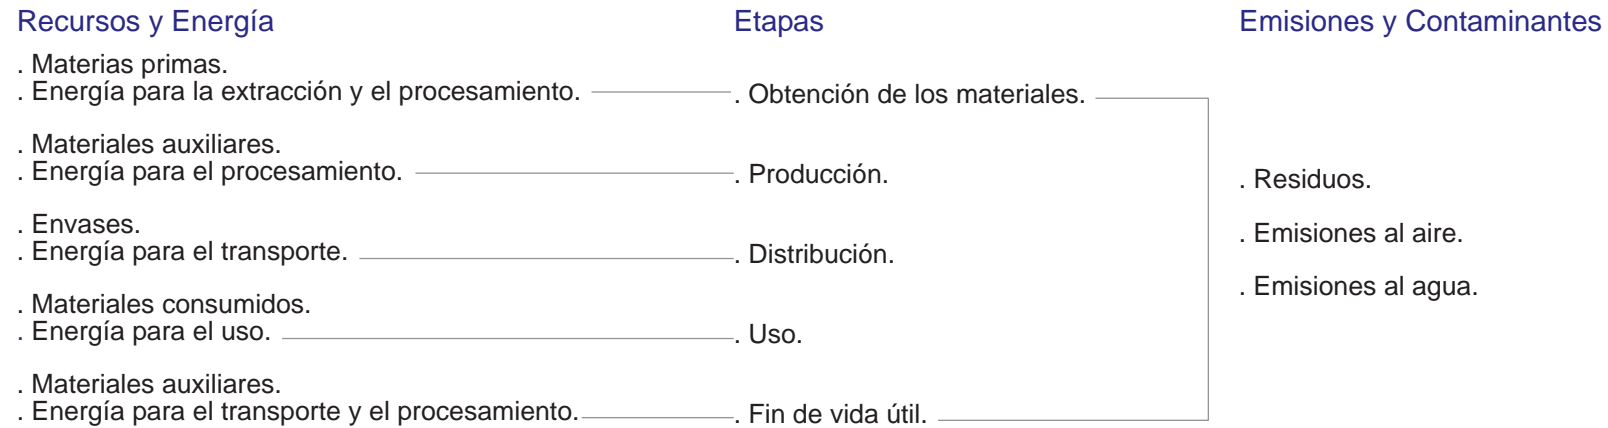 Recursos y Energía
Etapas
Emisiones y Contaminantes
. Materias primas.
. Energía para la extracción y el procesamiento.
. Obtención de los materiales.
. Materiales auxiliares.
. Energía para el procesamiento.
. Producción.
. Envases.
. Energía para el transporte.
. Distribución.
. Materiales consumidos.
. Energía para el uso.
. Uso.
. Materiales auxiliares.
. Energía para el transporte y el procesamiento.
. Fin de vida útil.
. Residuos.
. Emisiones al aire.
. Emisiones al agua.